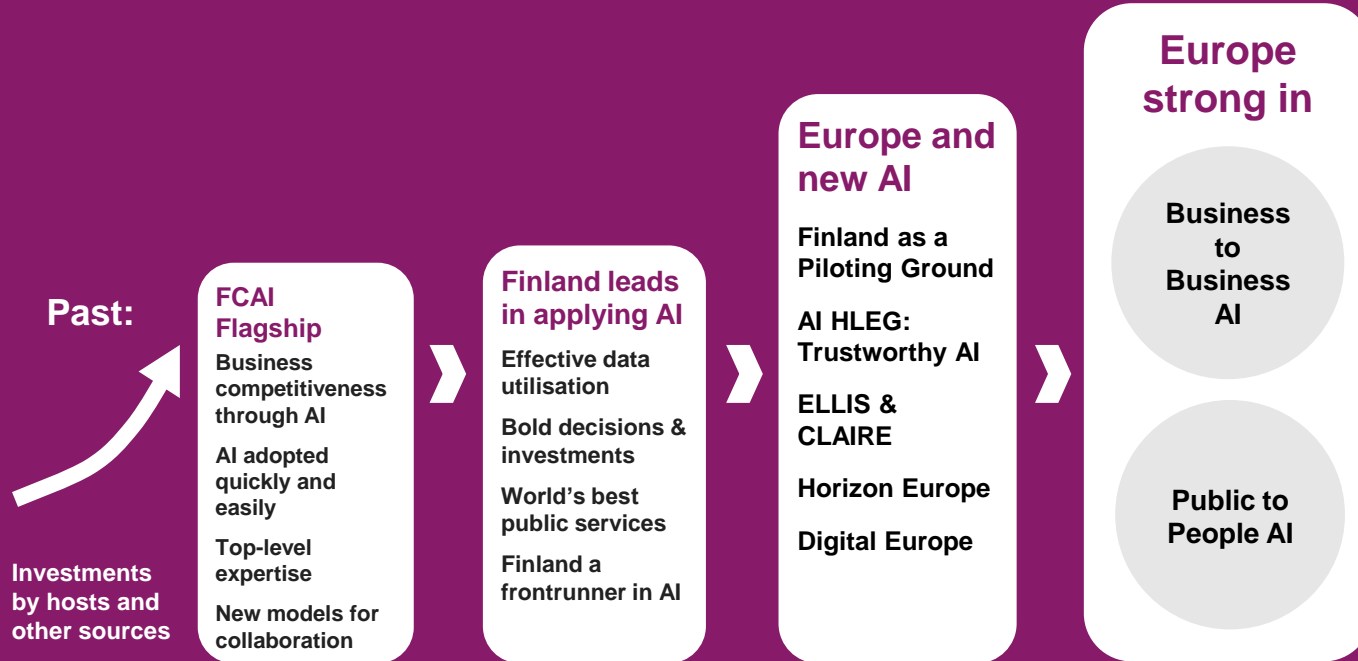 Past:
Investments
by hosts and
other sources
FCAI
Flagship
Business
competitiveness
through AI
AI adopted
quickly and
easily
Top-level
expertise
New models for
collaboration
Finland leads
in applying AI
Effective data
utilisation
Bold decisions &
investments
World's best
public services
Finland a
frontrunner in AI
Europe and
new AI
Finland as a
Piloting Ground
AI HLEG:
Trustworthy AI
ELLIS &
CLAIRE
Horizon Europe
Digital Europe
Europe
strong in
Business
to
Business
AI
Public to
People AI